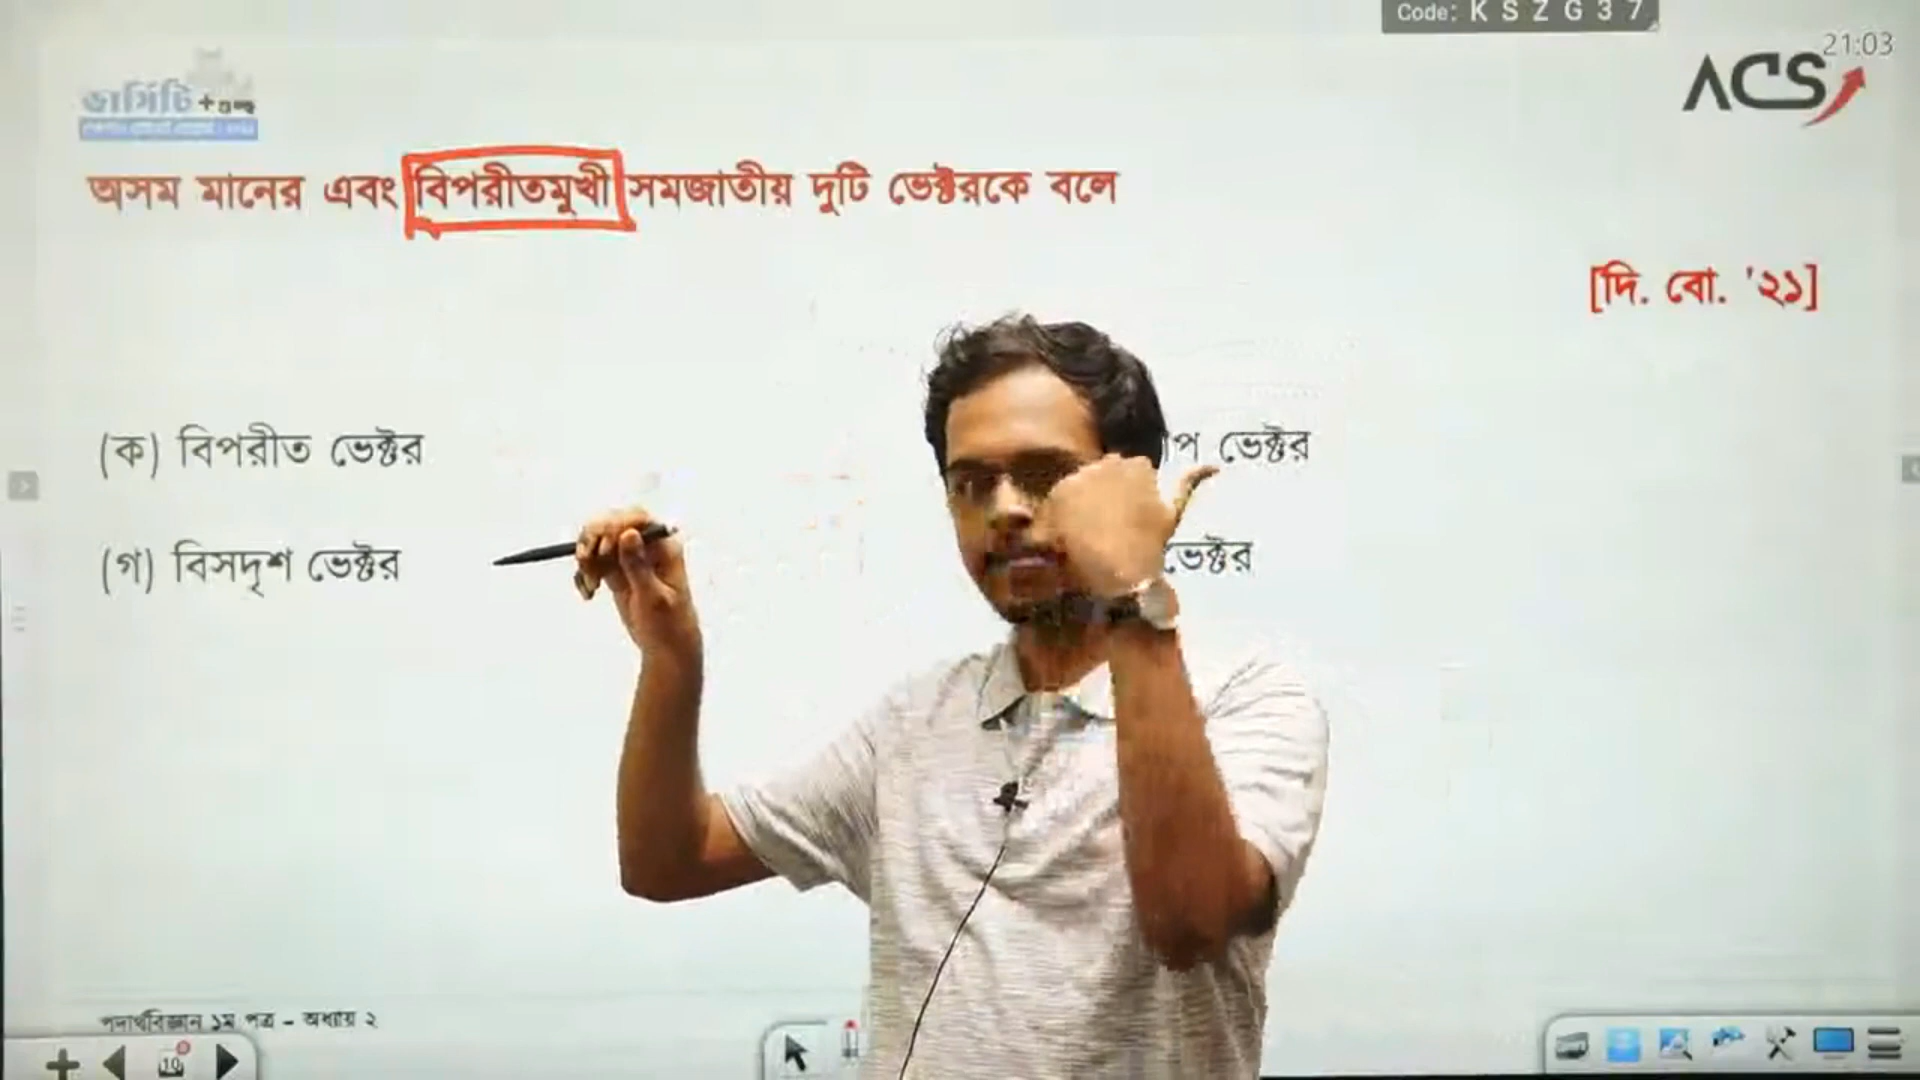 Code: K S Z G 3 7
21:03
ভার্সিটি +
ACS
অসম মানের এবং বিপরীতমুখী সমজাতীয় দুটি ভেক্টরকে বলে
[দি. বো. '২১]
(ক) বিপরীত ভেক্টর
ভেক্টর
(গ) বিসদৃশ ভেক্টর
ভেক্টর
পদার্থবিজ্ঞান ১ম পত্র - অধ্যায় ২
10